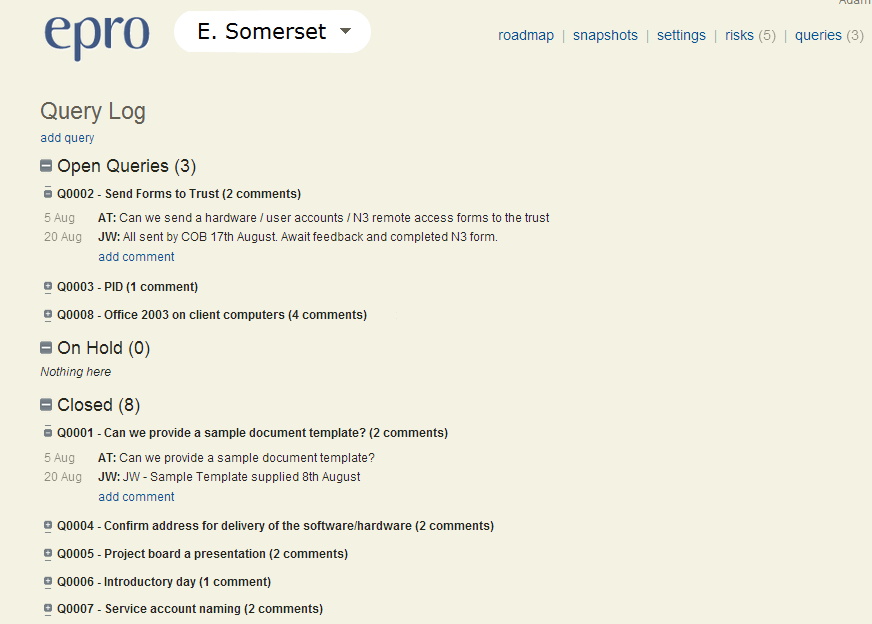 Adam
epro
E. Somerset
roadmap | snapshots | settings | risks (5) | queries (3)
Query Log
add query
Open Queries (3)
Q0002 - Send Forms to Trust (2 comments)
5 Aug AT: Can we send a hardware / user accounts / N3 remote access forms to the trust
20 Aug JW: All sent by COB 17th August. Await feedback and completed N3 form.
add comment
Q0003 - PID (1 comment)
Q0008 - Office 2003 on client computers (4 comments)
On Hold (0)
Nothing here
Closed (8)
Q0001 - Can we provide a sample document template? (2 comments)
5 Aug AT: Can we provide a sample document template?
20 Aug JW: JW - Sample Template supplied 8th August
add comment
Q0004 - Confirm address for delivery of the software/hardware (2 comments)
Q0005 - Project board a presentation (2 comments)
Q0006 - Introductory day (1 comment)
Q0007 - Service account naming (2 comments)